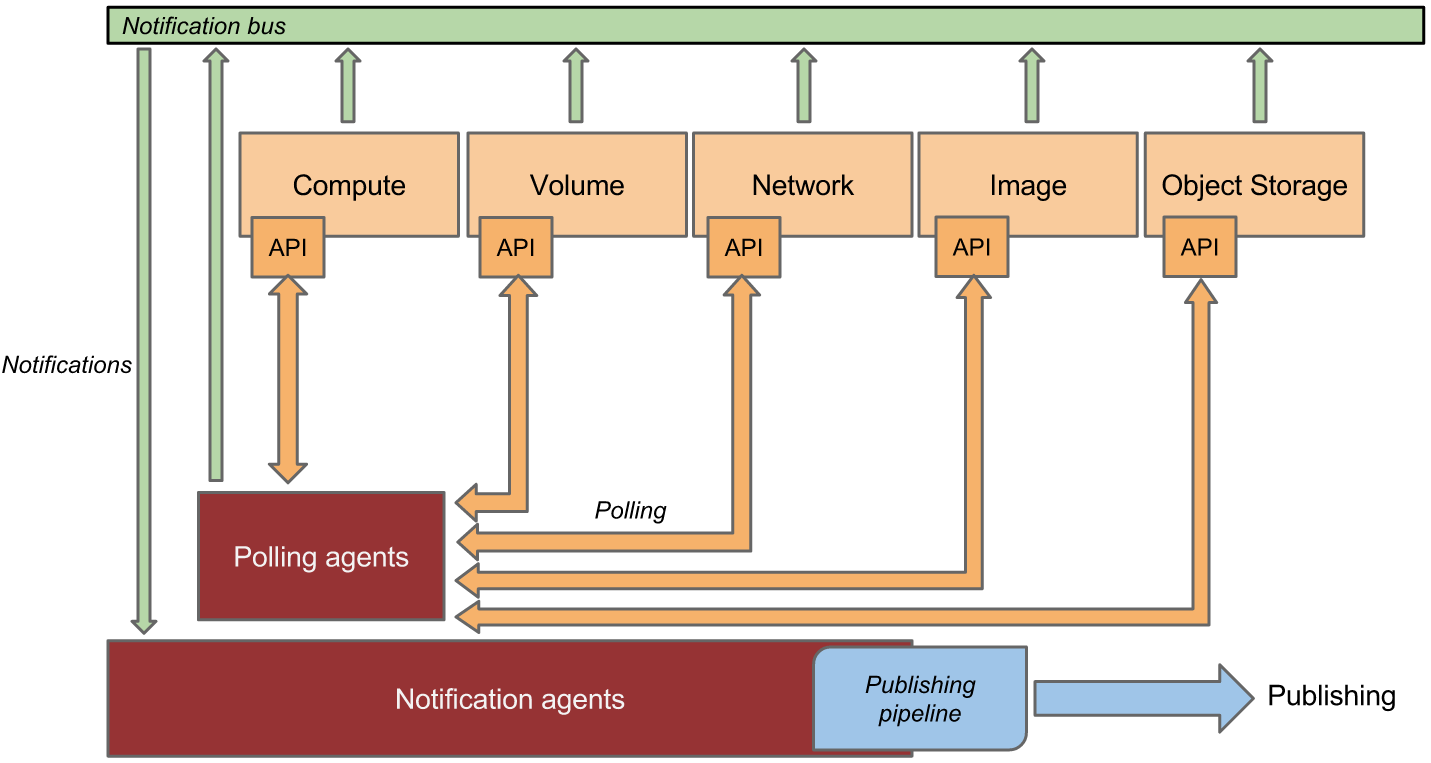 Notification bus
Compute
Volume
Network
Image
Object Storage
API
API
API
API
API
Notifications
Polling
Polling agents
Notification agents
Publishing
pipeline
Publishing